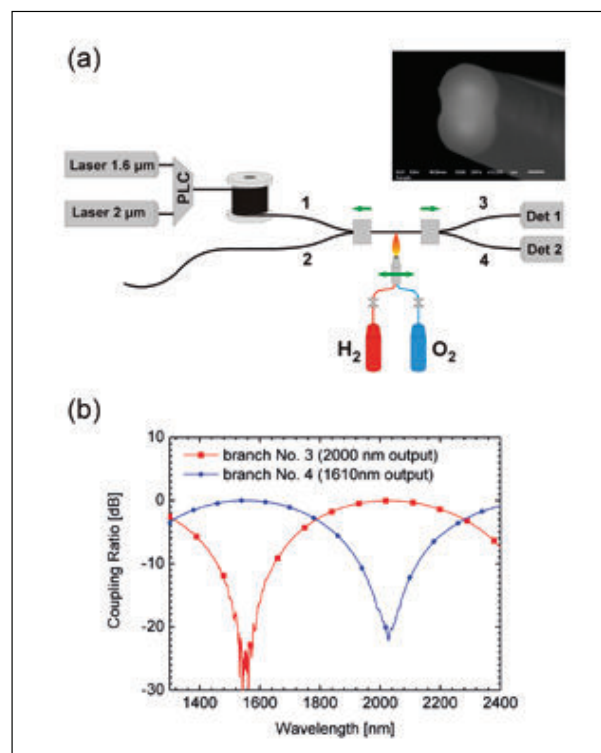 (a)
Laser 1.6 µm
PLC
Laser 2 µm
1
2
3
4
Det 1
Det 2
H2
O2
(b)
branch No. 3 (2000 nm output)
branch No. 4 (1610nm output)
Coupling Ratio [dB]
10
0
-10
-20
-30
1400 1600 1800 2000 2200 2400
Wavelength [nm]